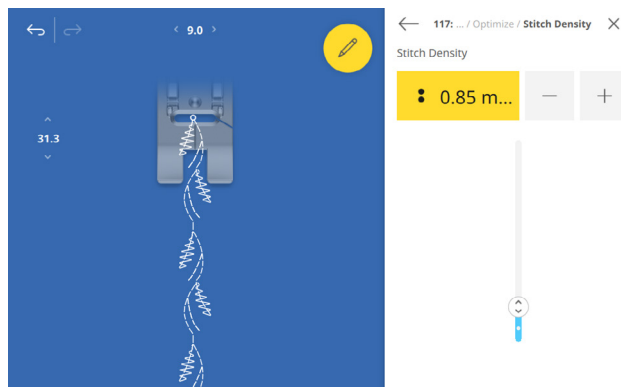 9.0
31.3
117: ... / Optimize / Stitch Density
Stitch Density
0.85 m...